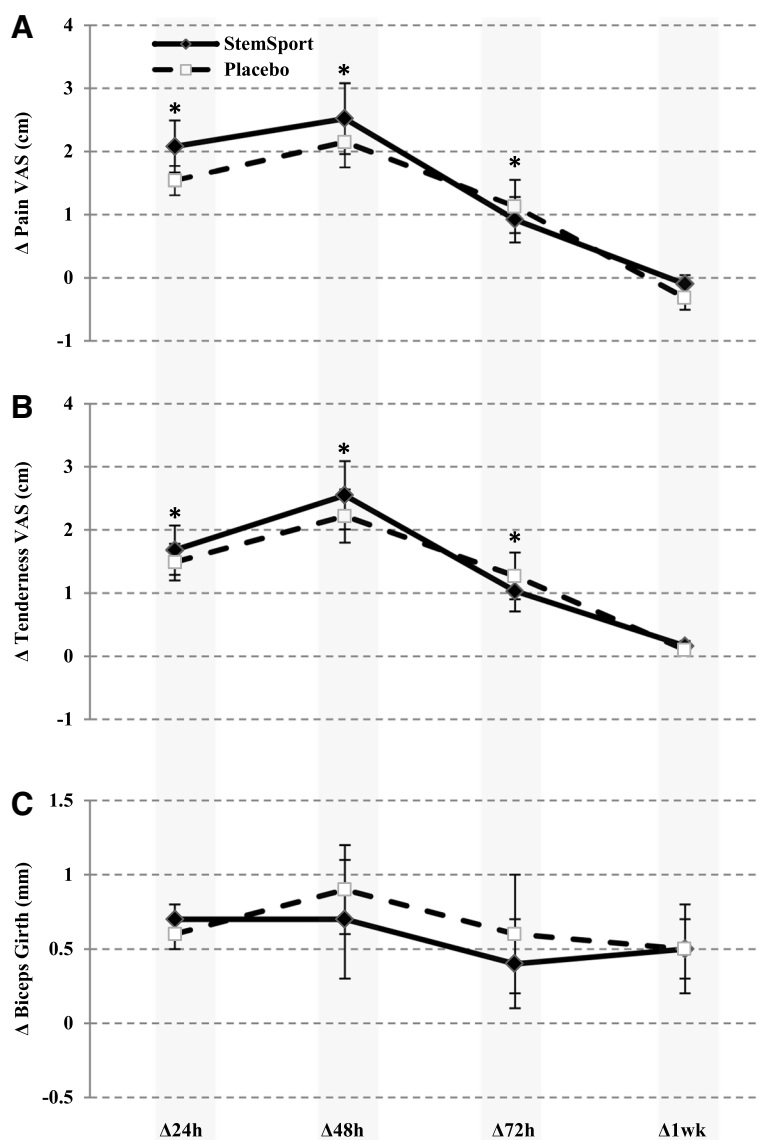 A
4
StemSport
Placebo
*
3
*
2
*
1
0
-1
Δ Pain VAS (cm)
B
4
3
*
*
2
*
1
0
-1
Δ Tenderness VAS (cm)
C
1.5
1
0.5
0
-0.5
Δ Biceps Girth (mm)
Δ24h Δ48h Δ72h Δ1wk